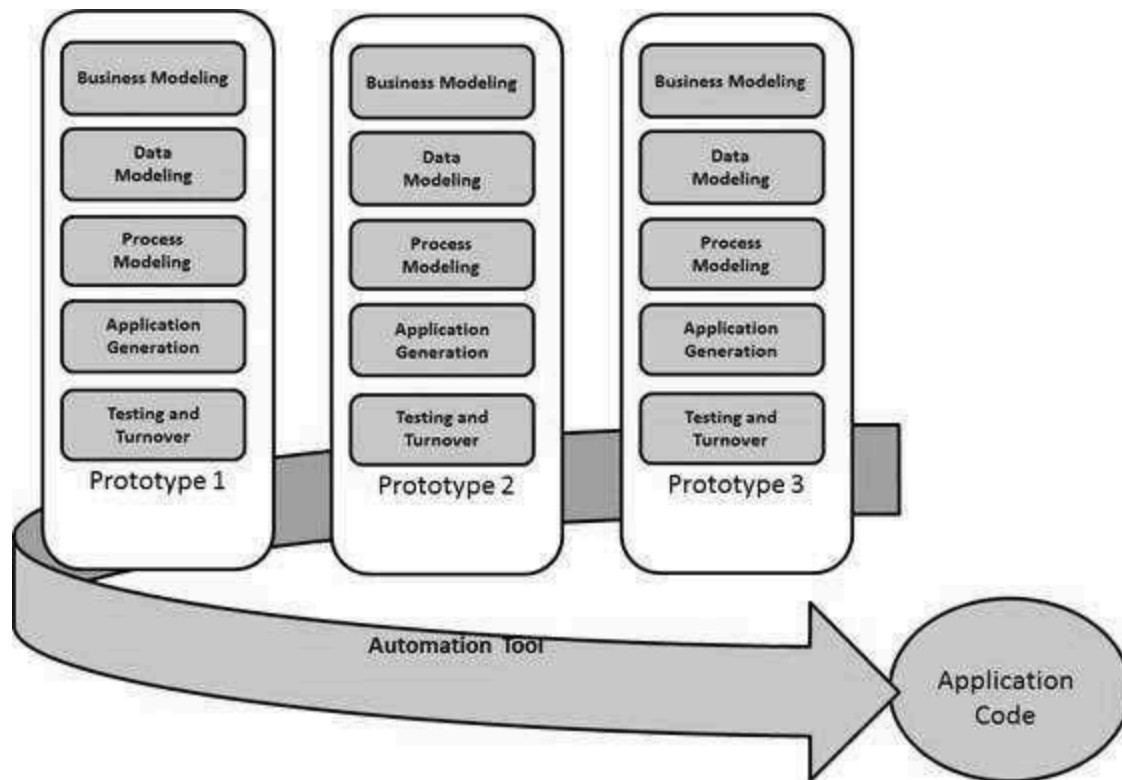 Business Modeling
Data
Modeling
Process
Modeling
Application
Generation
Testing and
Turnover
Prototype 1
Business Modeling
Data
Modeling
Process
Modeling
Application
Generation
Testing and
Turnover
Prototype 2
Business Modeling
Data
Modeling
Process
Modeling
Application
Generation
Testing and
Turnover
Prototype 3
Automation Tool
Application
Code